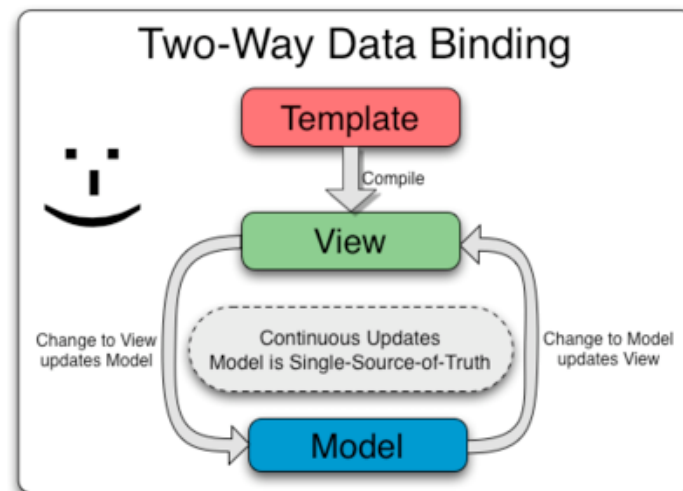 Two-Way Data Binding
Template
Compile
View
Change to View
updates Model
Continuous Updates
Model is Single-Source-of-Truth
Change to Model
updates View
Model